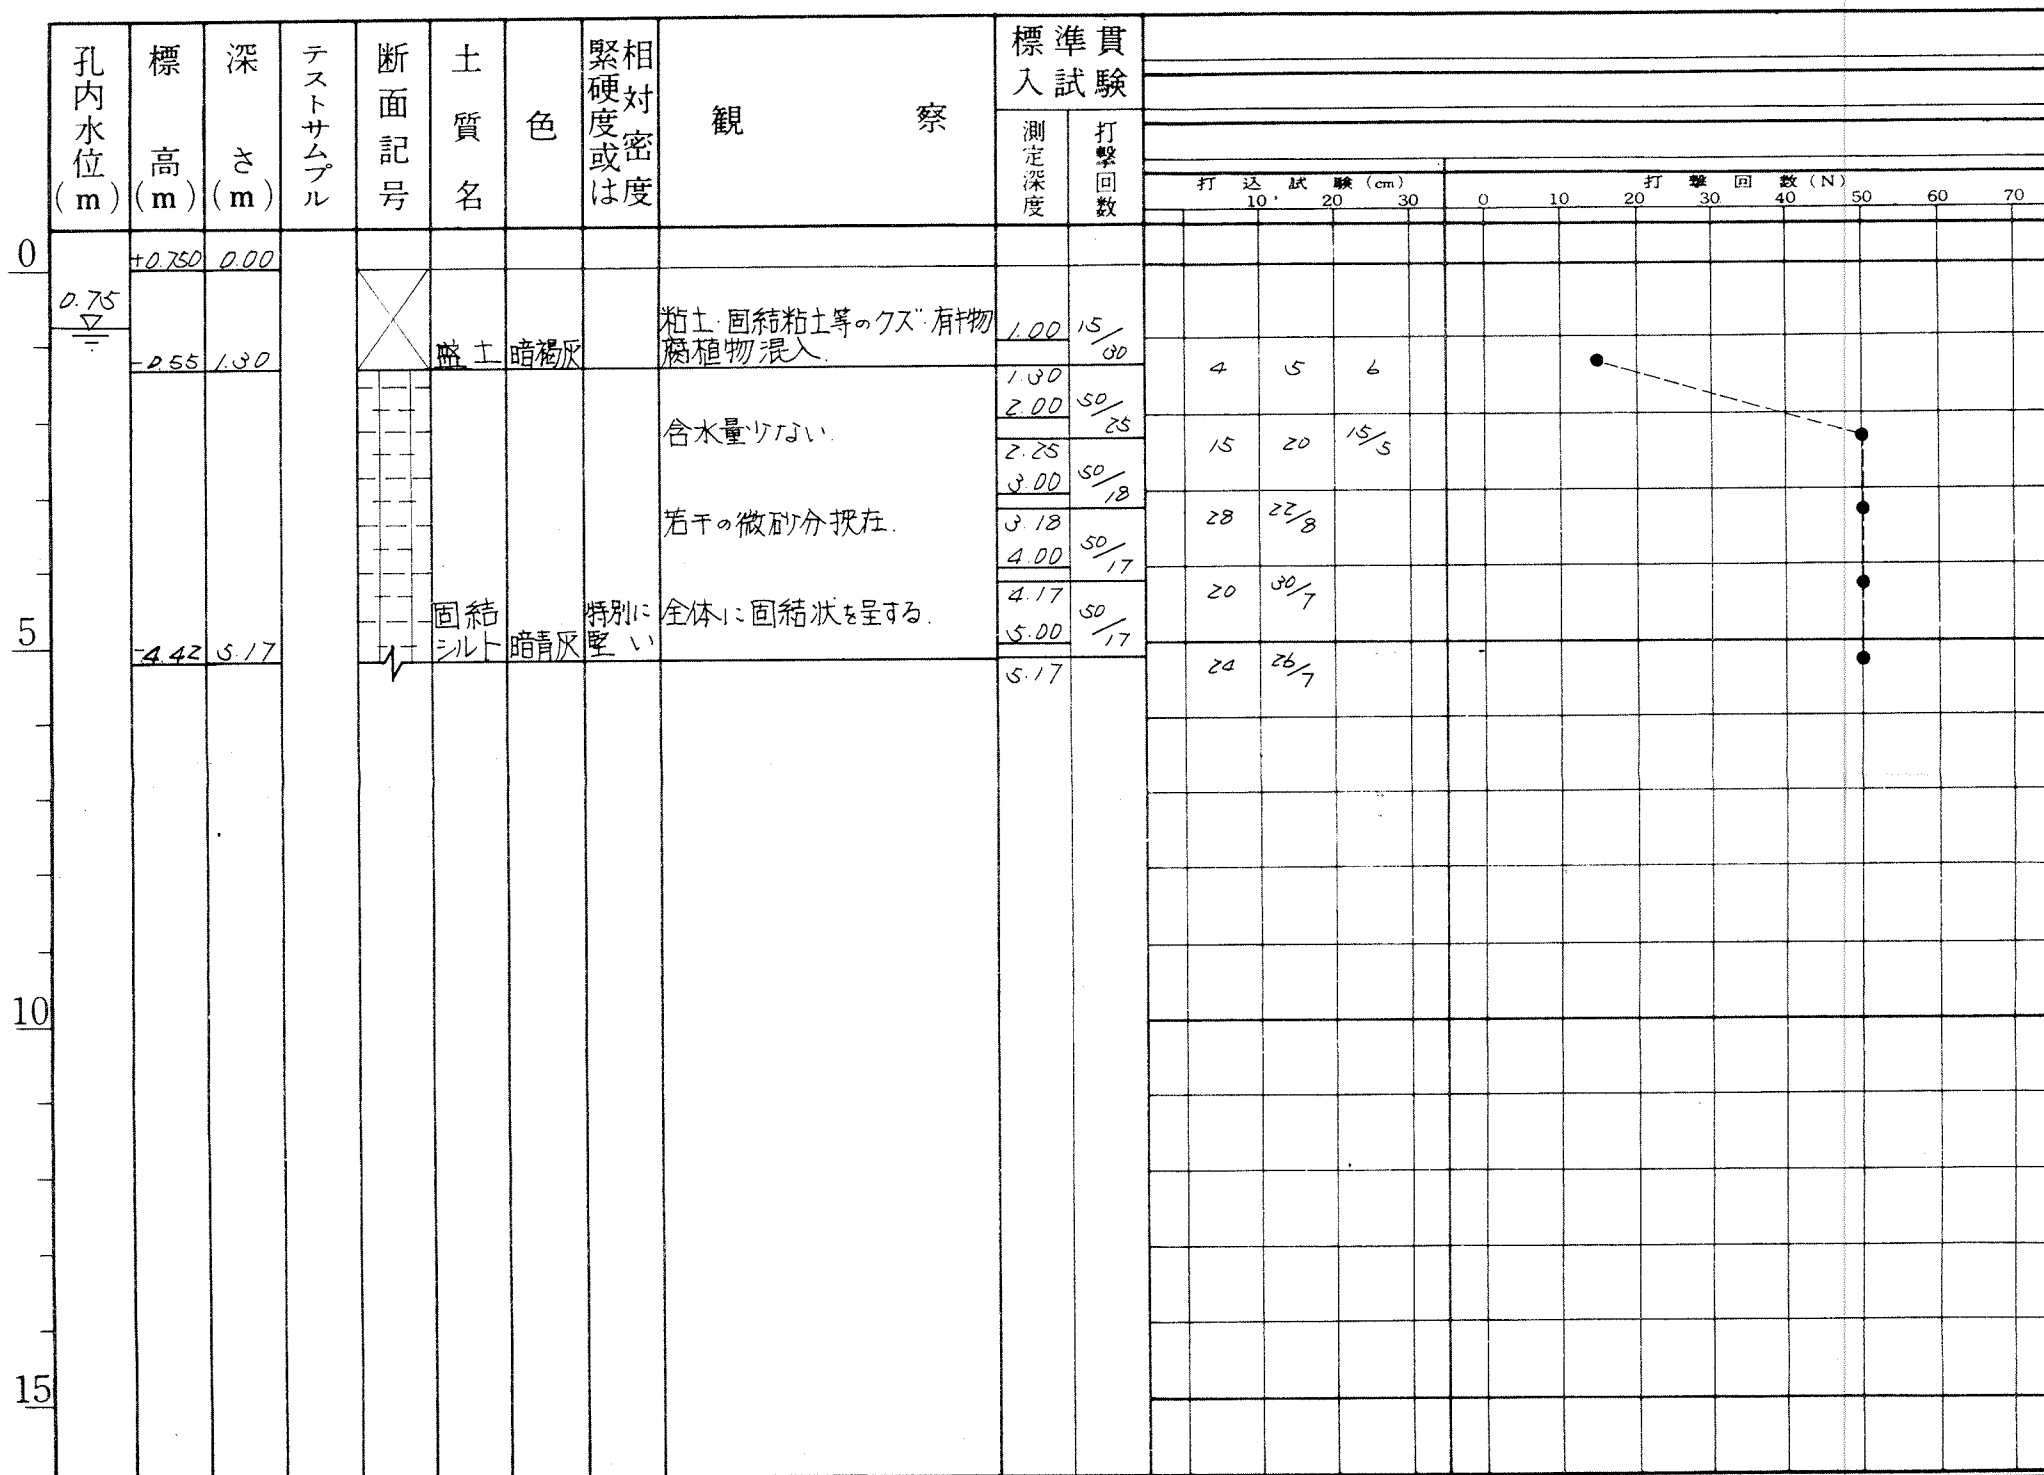 孔内水位(m)
標高(m)
深さ(m)
テストサムプル
断面記号
土質名
色
相対密度
緊硬度或は
観察
標準貫
入試験
測定深度
打撃回数
打込試験(cm)
10 20 30
打撃回数(N)
0 10 20 30 40 50 60 70
0
+0.750 0.00
0.75
-0.55 1.30
盛土 暗褐灰
粘土・固結粘土等のクズ・有物
腐植物混入.
1.00 15/30
1.30
4 5 6
含水量少ない.
2.00 50/25
2.25
15 20 15/5
3.00 50/18
若干の微砂分挾在.
3.18
28 22/8
4.00 50/17
4.17
20 30/7
固結
シルト
暗青灰
特別に
堅い
全体に固結状を呈する.
5
-4.42 5.17
5.00 50/17
5.17
24 26/7
10
15